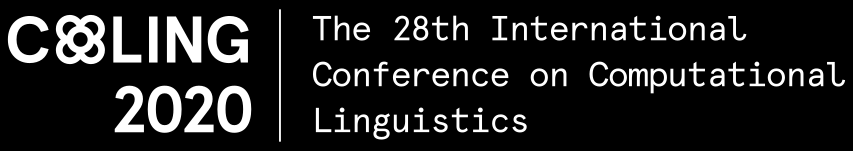 COLING
2020
The 28th International
Conference on Computational
Linguistics